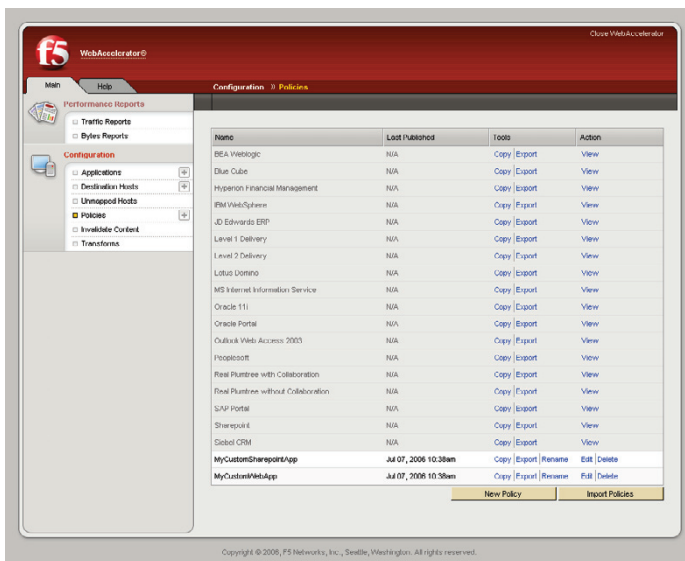 Close WebAccelerator
f5
WebAccelerator®
Main
Help
Configuration » Policies
Performance Reports
Traffic Reports
Bytes Reports
Configuration
Applications
Destination Hosts
Unmapped Hosts
Policies
Invalidate Content
Transforms
Name Last Published Tools Action
BEA Weblogic N/A Copy Export View
Blue Cube N/A Copy Export View
Hyperion Financial Management N/A Copy Export View
IBM WebSphere N/A Copy Export View
JD Edwards ERP N/A Copy Export View
Level 1 Delivery N/A Copy Export View
Level 2 Delivery N/A Copy Export View
Lotus Domino N/A Copy Export View
MS Internet Information Service N/A Copy Export View
Oracle 11i N/A Copy Export View
Oracle Portal N/A Copy Export View
Outlook Web Access 2003 N/A Copy Export View
Peoplesoft N/A Copy Export View
Real Plumtree with Collaboration N/A Copy Export View
Real Plumtree without Collaboration N/A Copy Export View
SAP Portal N/A Copy Export View
Sharepoint N/A Copy Export View
Siebel CRM N/A Copy Export View
MyCustomSharepointApp Jul 07, 2006 10:38am Copy Export Rename Edit Delete
MyCustomWebApp Jul 07, 2006 10:38am Copy Export Rename Edit Delete
New Policy Import Policies
Copyright © 2006, F5 Networks, Inc., Seattle, Washington. All rights reserved.